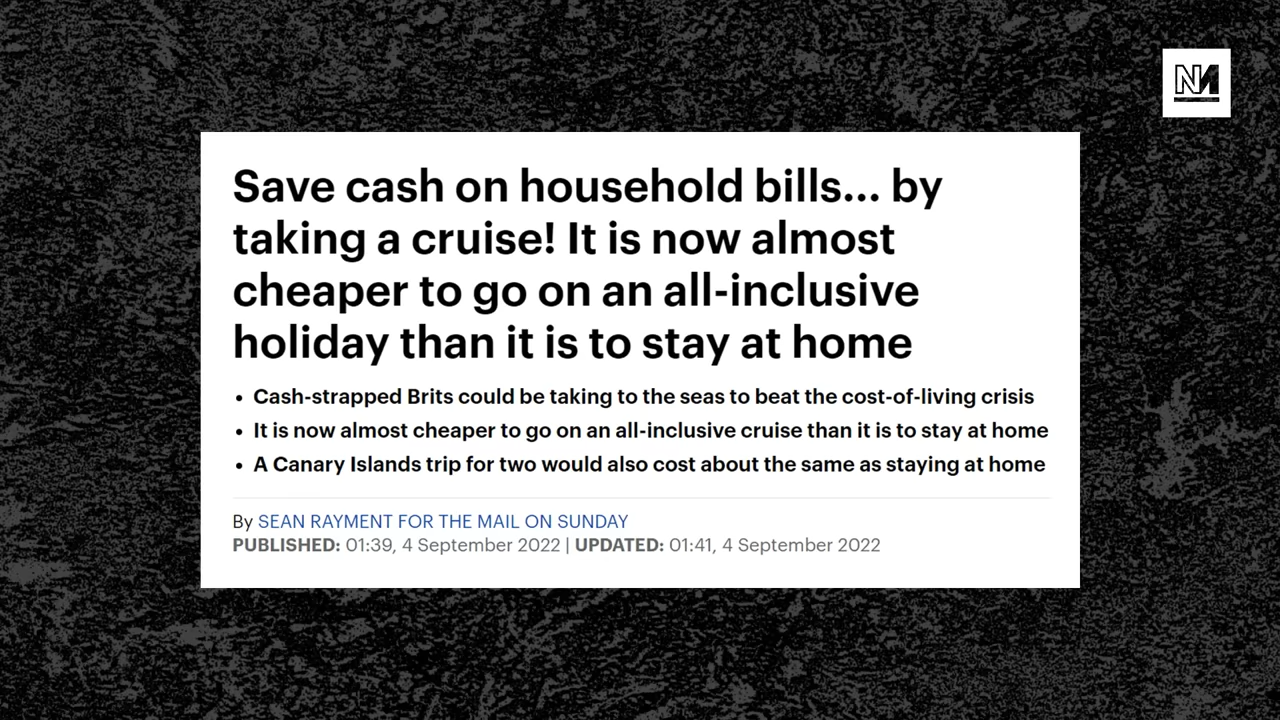 NM
Save cash on household bills... by
taking a cruise! It is now almost
cheaper to go on an all-inclusive
holiday than it is to stay at home
• Cash-strapped Brits could be taking to the seas to beat the cost-of-living crisis
• It is now almost cheaper to go on an all-inclusive cruise than it is to stay at home
• A Canary Islands trip for two would also cost about the same as staying at home
By SEAN RAYMENT FOR THE MAIL ON SUNDAY
PUBLISHED: 01:39, 4 September 2022 | UPDATED: 01:41, 4 September 2022